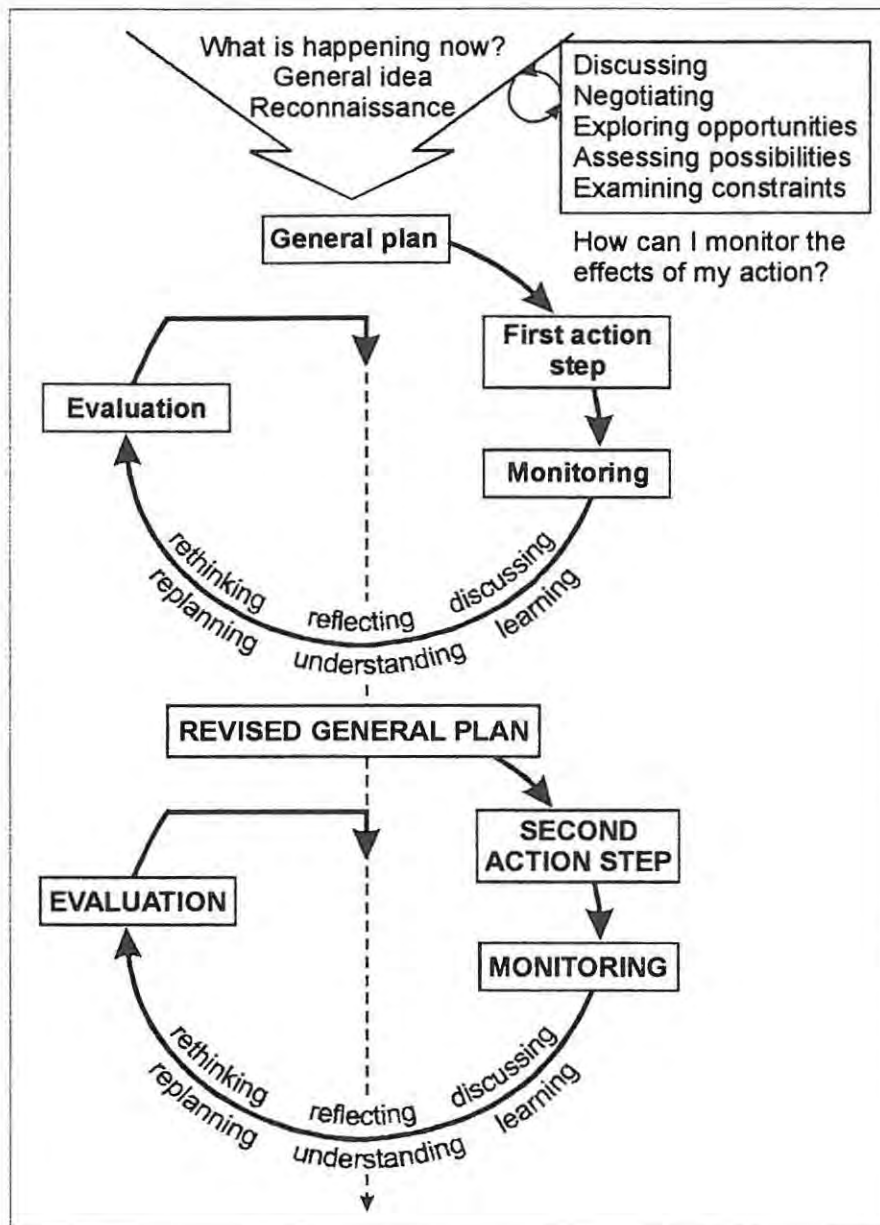 What is happening now?
General idea
Reconnaissance
Discussing
Negotiating
Exploring opportunities
Assessing possibilities
Examining constraints
General plan
How can I monitor the
effects of my action?
First action
step
Evaluation
Monitoring
rethinking
reflecting
discussing
replanning
understanding
learning
REVISED GENERAL PLAN
SECOND
ACTION STEP
EVALUATION
MONITORING
rethinking
reflecting
discussing
replanning
understanding
learning